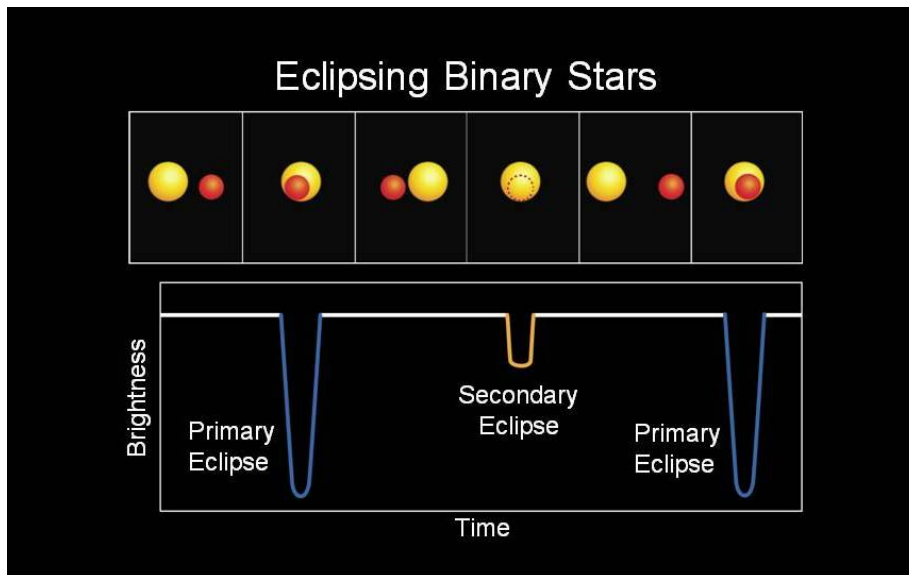 Eclipsing Binary Stars
Brightness
Primary
Eclipse
Secondary
Eclipse
Primary
Eclipse
Time